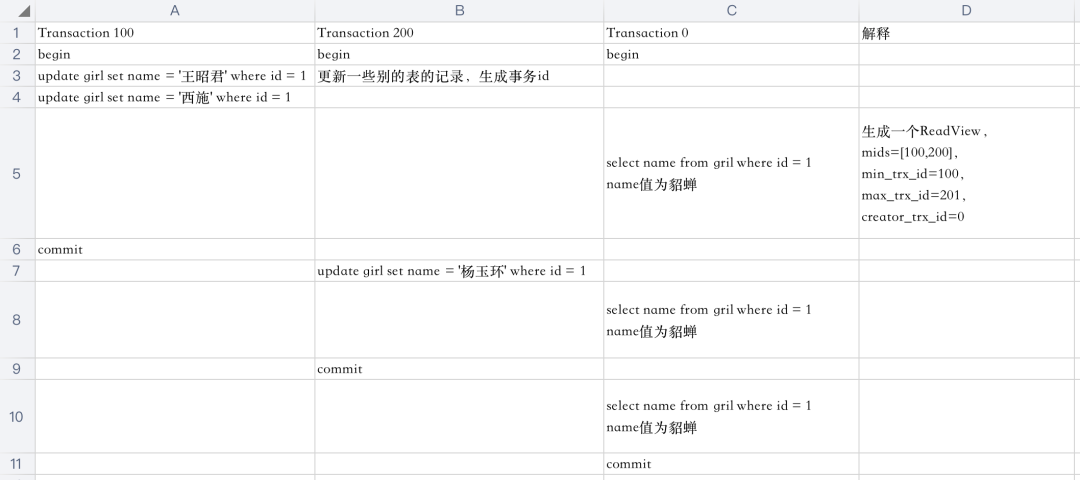 A B C D
1 Transaction 100 Transaction 200 Transaction 0 解释
2 begin begin begin
3 update girl set name = '王昭君' where id = 1 更新一些别的表的记录，生成事务id
4 update girl set name = '西施' where id = 1
5 select name from gril where id = 1
name值为貂蝉
生成一个ReadView，
mids=[100,200]，
min_trx_id=100，
max_trx_id=201，
creator_trx_id=0
6 commit
7 update girl set name = '杨玉环' where id = 1
8 select name from gril where id = 1
name值为貂蝉
9 commit
10 select name from gril where id = 1
name值为貂蝉
11 commit